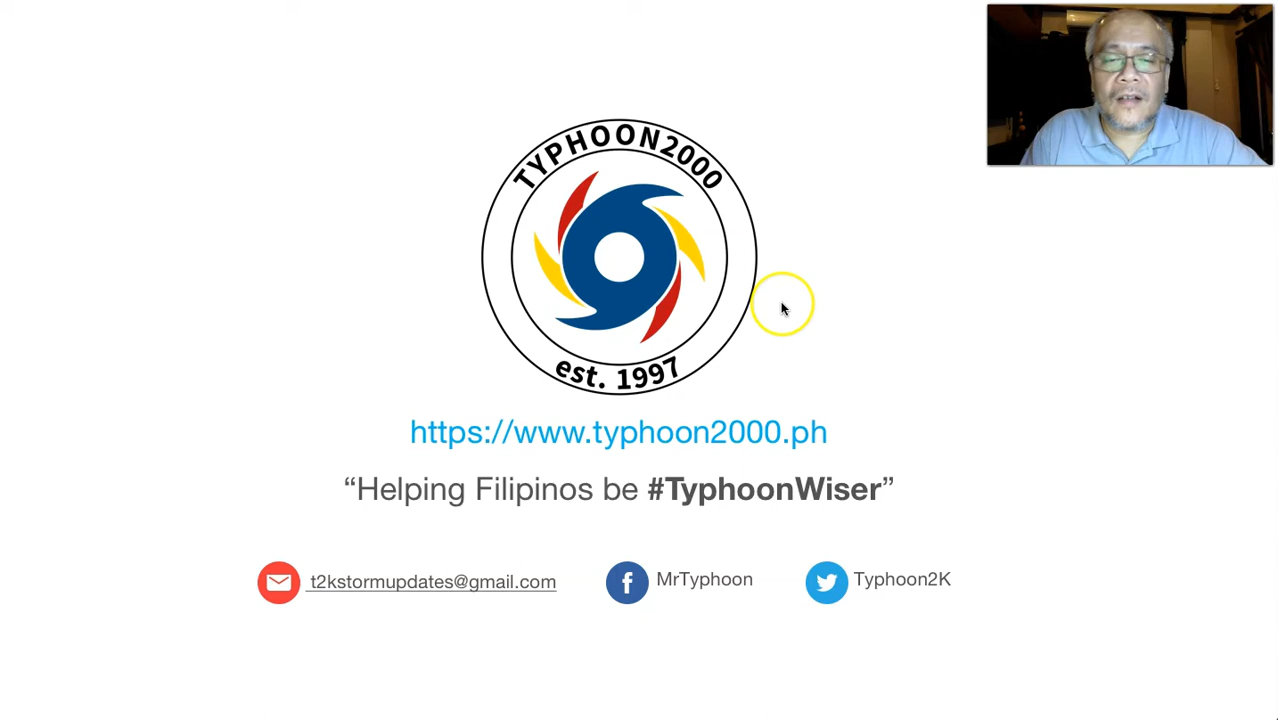 TYPHOON2000
est. 1997
https://www.typhoon2000.ph
“Helping Filipinos be #TyphoonWiser”
t2kstormupdates@gmail.com
MrTyphoon
Typhoon2K